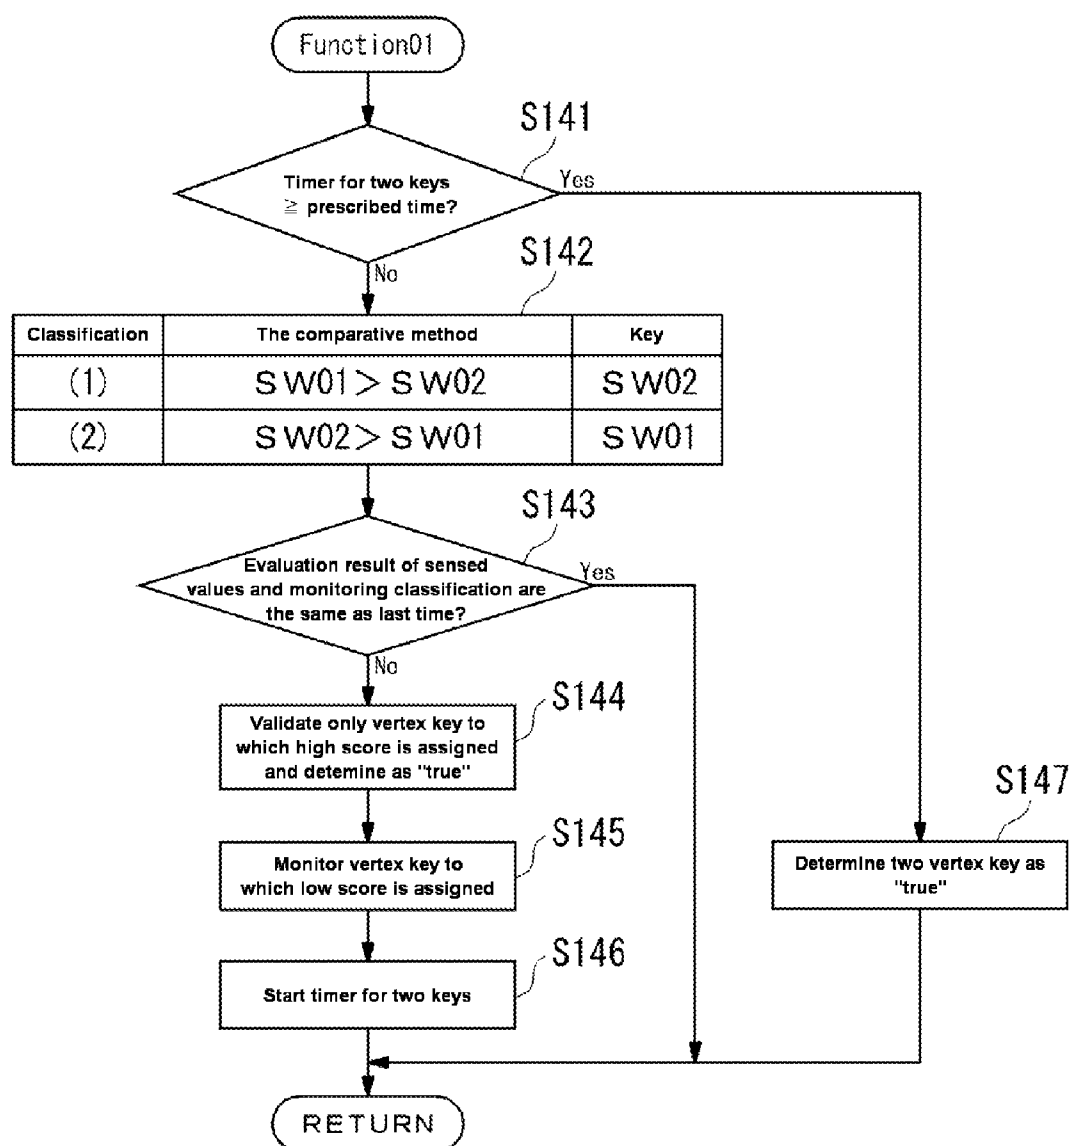 Function01
S141
Timer for two keys
≧ prescribed time?
Yes
No
S142
Classification The comparative method Key
(1) SW01>SW02 SW02
(2) SW02>SW01 SW01
S143
Evaluation result of sensed
values and monitoring classification are
the same as last time?
Yes
No
S144
Validate only vertex key to
which high score is assigned
and detemine as "true"
S147
Determine two vertex key as
"true"
S145
Monitor vertex key to
which low score is assigned
S146
Start timer for two keys
RETURN